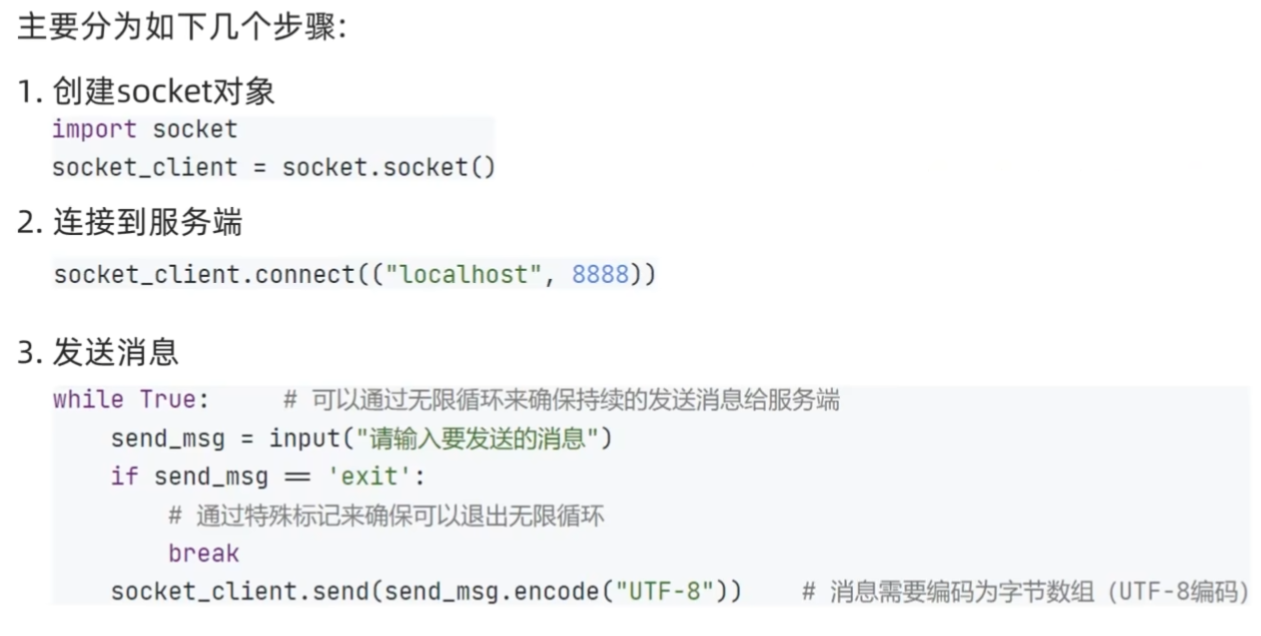 主要分为如下几个步骤：
1. 创建socket对象
import socket
socket_client = socket.socket()
2. 连接到服务端
socket_client.connect(("localhost", 8888))
3. 发送消息
while True:     # 可以通过无限循环来确保持续的发送消息给服务端
    send_msg = input("请输入要发送的消息")
    if send_msg == 'exit':
        # 通过特殊标记来确保可以退出无限循环
        break
    socket_client.send(send_msg.encode("UTF-8"))    # 消息需要编码为字节数组（UTF-8编码）